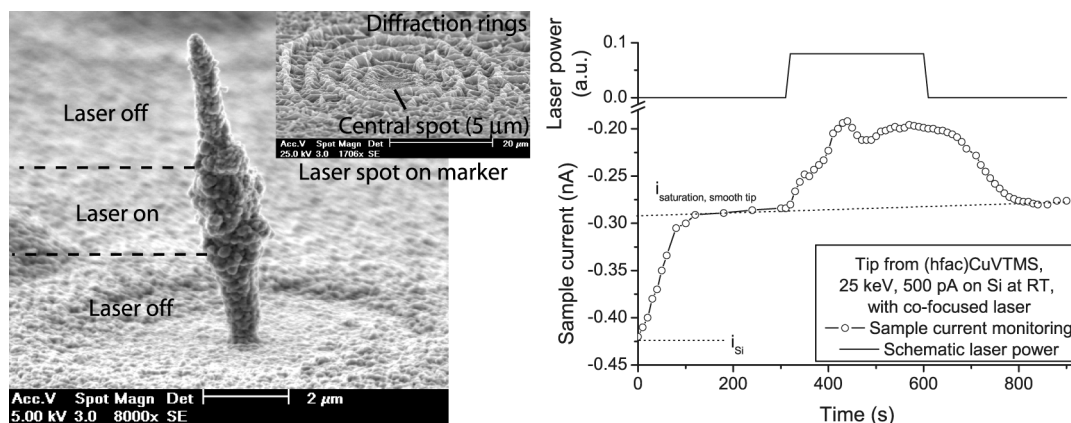 Laser off
Laser on
Laser off
Diffraction rings
Central spot (5 μm)
Acc.V Spot Magn Det
25.0 kV 3.0 1706x SE
20 μm
Laser spot on marker
Acc.V Spot Magn Det
5.00 kV 3.0 8000x SE
2 μm
Laser power
(a.u.)
0.1
0.0
Sample current (nA)
-0.20
-0.25
-0.30
-0.35
-0.40
-0.45
i saturation, smooth tip
i Si
Tip from (hfac)CuVTMS,
25 keV, 500 pA on Si at RT,
with co-focused laser
Sample current monitoring
Schematic laser power
0 200 400 600 800
Time (s)